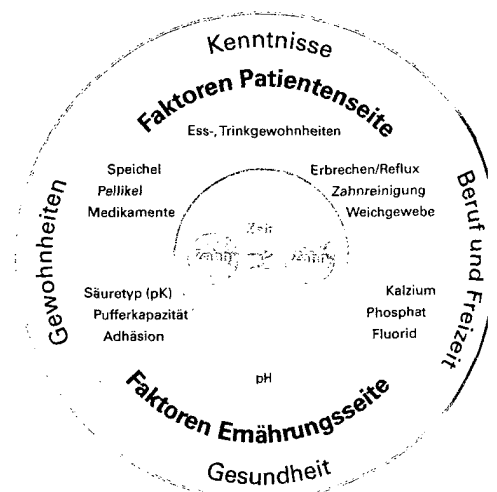 Kenntnisse
Faktoren Patientenseite
Ess-, Trinkgewohnheiten
Speichel
Pellikel
Medikamente
Erbrechen/Reflux
Zahnreinigung
Weichgewebe
Gewohnheiten
Beruf und Freizeit
Zeit
Säuretyp (pK)
Pufferkapazität
Adhäsion
Kalzium
Phosphat
Fluorid
pH
Faktoren Ernährungsseite
Gesundheit